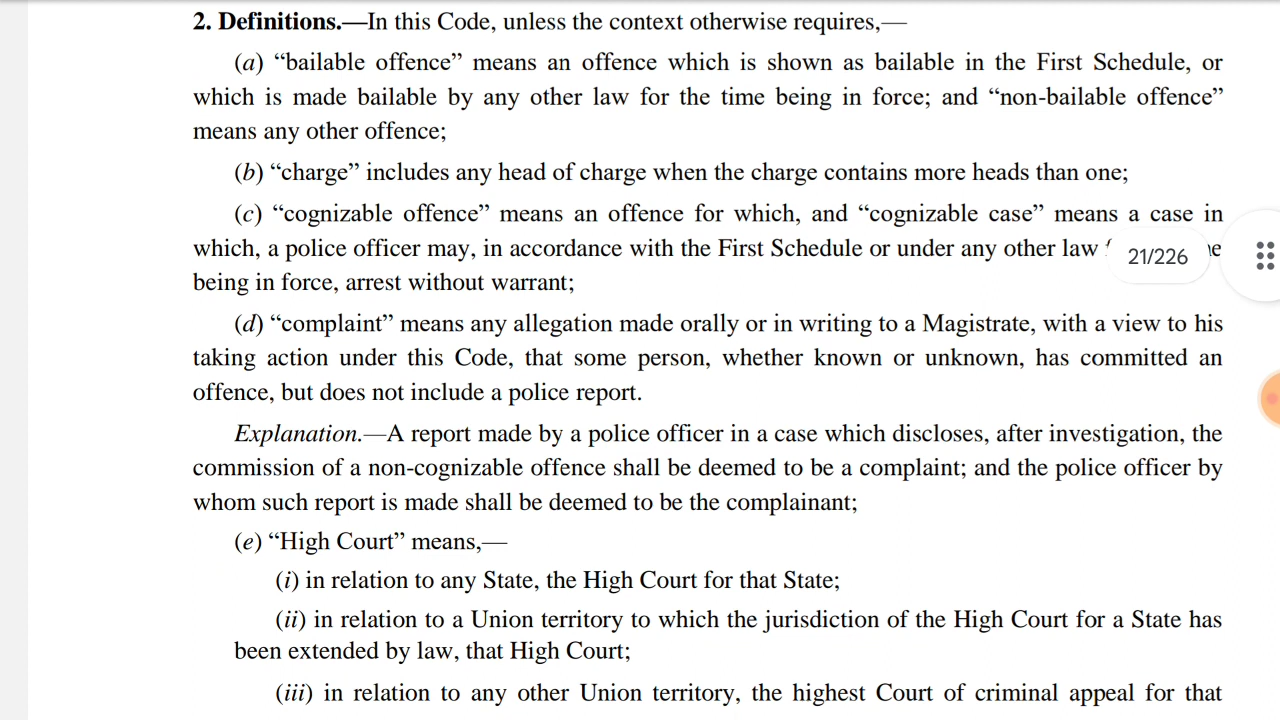 2. Definitions.—In this Code, unless the context otherwise requires,—
(a) “bailable offence” means an offence which is shown as bailable in the First Schedule, or
which is made bailable by any other law for the time being in force; and “non-bailable offence”
means any other offence;
(b) “charge” includes any head of charge when the charge contains more heads than one;
(c) “cognizable offence” means an offence for which, and “cognizable case” means a case in
which, a police officer may, in accordance with the First Schedule or under any other law
21/226
being in force, arrest without warrant;
(d) “complaint” means any allegation made orally or in writing to a Magistrate, with a view to his
taking action under this Code, that some person, whether known or unknown, has committed an
offence, but does not include a police report.
Explanation.—A report made by a police officer in a case which discloses, after investigation, the
commission of a non-cognizable offence shall be deemed to be a complaint; and the police officer by
whom such report is made shall be deemed to be the complainant;
(e) “High Court” means,—
(i) in relation to any State, the High Court for that State;
(ii) in relation to a Union territory to which the jurisdiction of the High Court for a State has
been extended by law, that High Court;
(iii) in relation to any other Union territory, the highest Court of criminal appeal for that